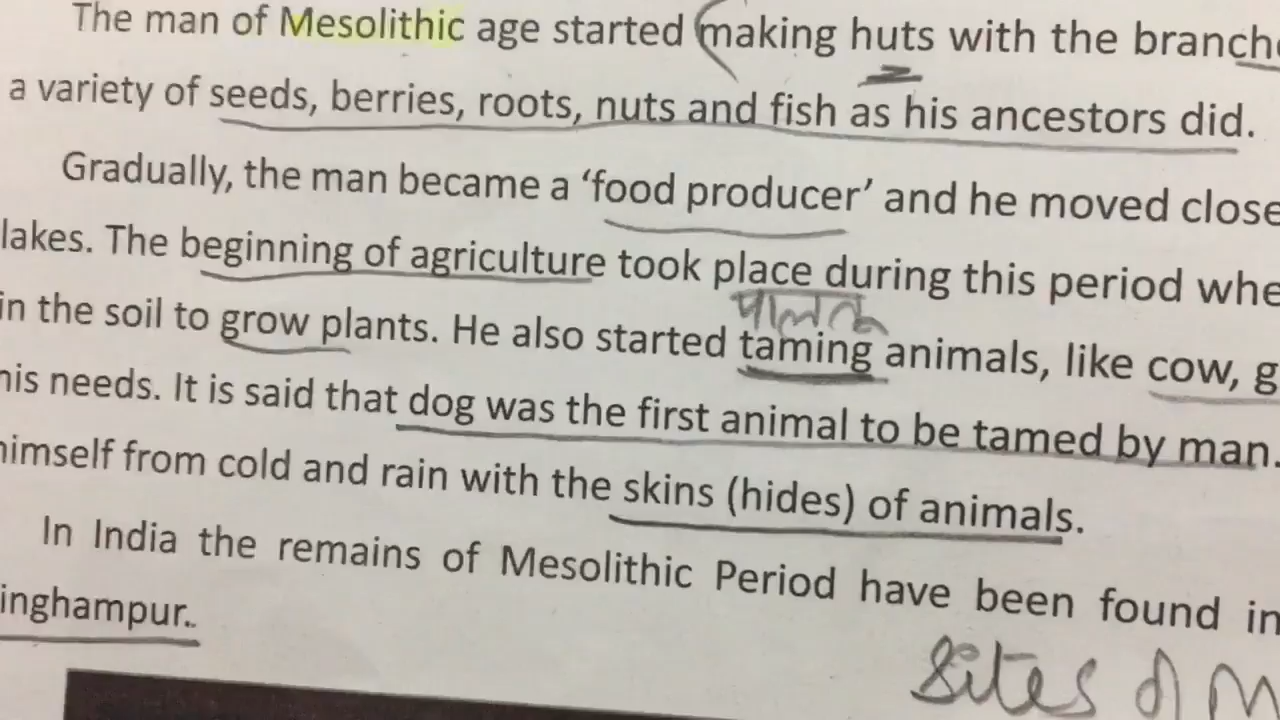 The man of Mesolithic age started making huts with the branche
a variety of seeds, berries, roots, nuts and fish as his ancestors did.
Gradually, the man became a ‘food producer’ and he moved close
lakes. The beginning of agriculture took place during this period whe
पालतू
in the soil to grow plants. He also started taming animals, like cow, g
his needs. It is said that dog was the first animal to be tamed by man.
himself from cold and rain with the skins (hides) of animals.
In India the remains of Mesolithic Period have been found in
inghampur..
Sites of M